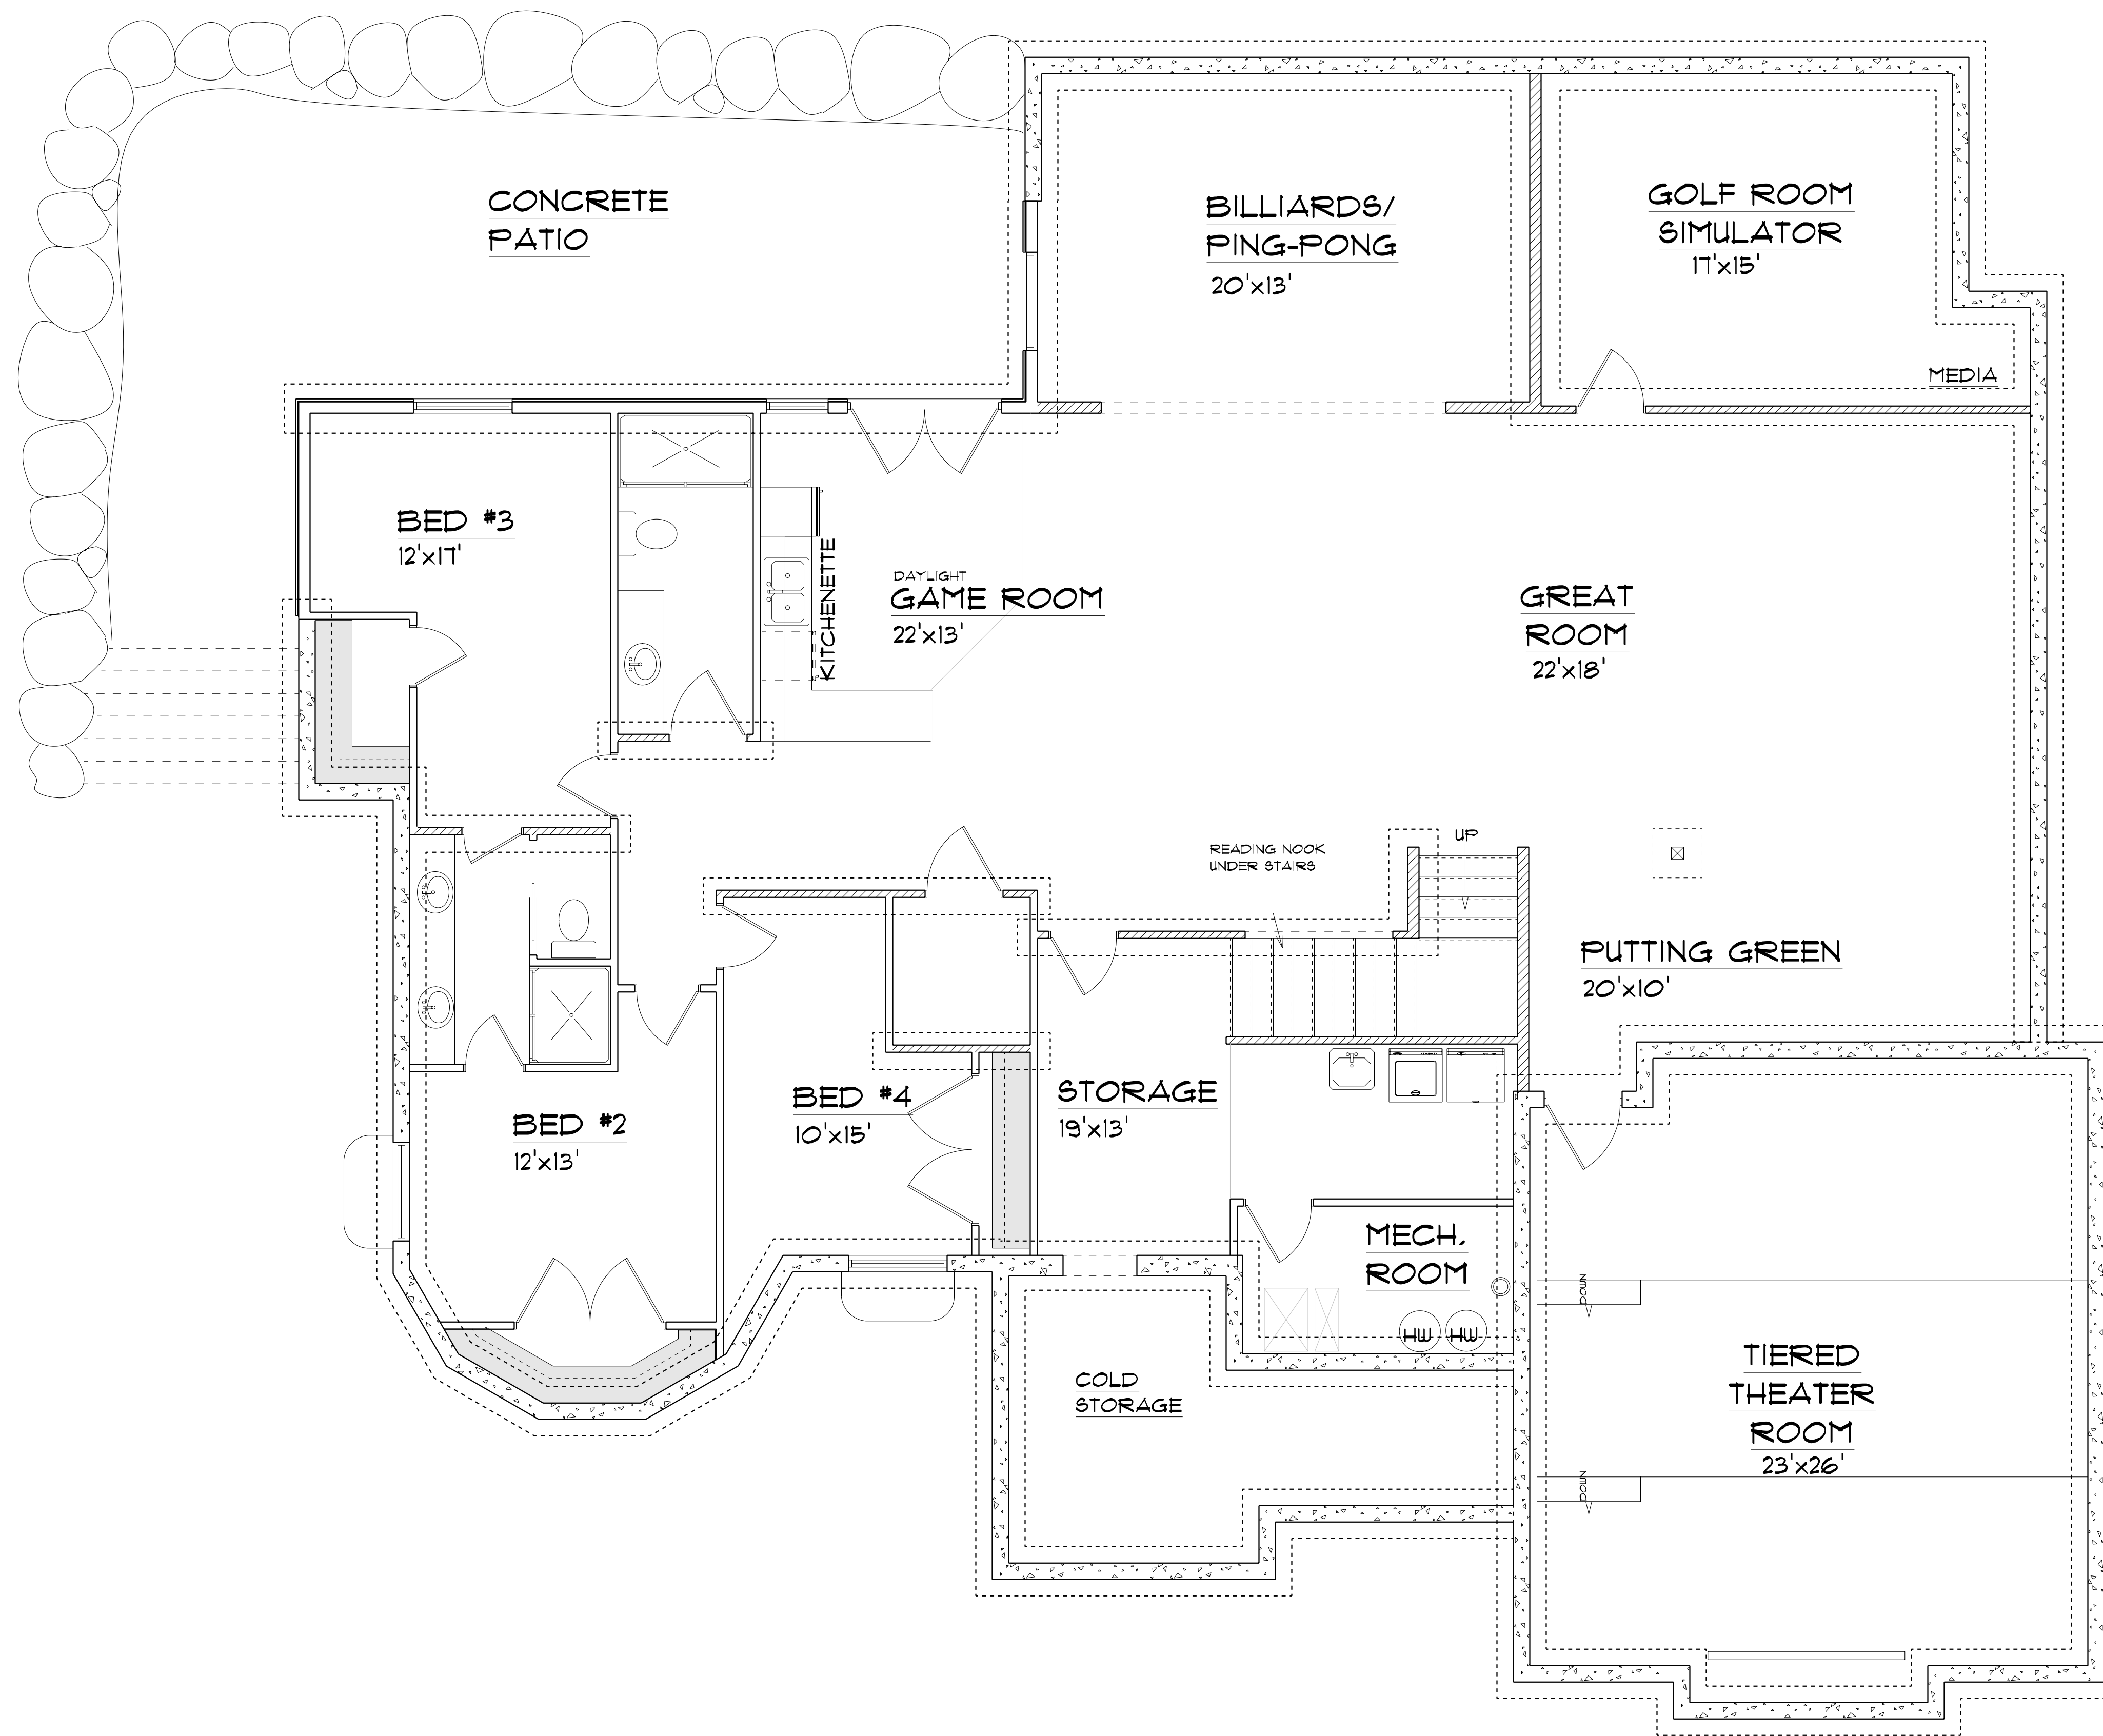 CONCRETE
PATIO
BILLIARDS/
PING-PONG
20'x13'
GOLF ROOM
SIMULATOR
17'x15'
MEDIA
BED #3
12'x17'
KITCHENETTE
DAYLIGHT
GAME ROOM
22'x13'
GREAT
ROOM
22'x18'
READING NOOK
UNDER STAIRS
UP
PUTTING GREEN
20'x10'
BED #2
12'x13'
BED #4
10'x15'
STORAGE
19'x13'
MECH.
ROOM
HW
HW
COLD
STORAGE
DOWN
TIERED
THEATER
ROOM
23'x26'
DOWN